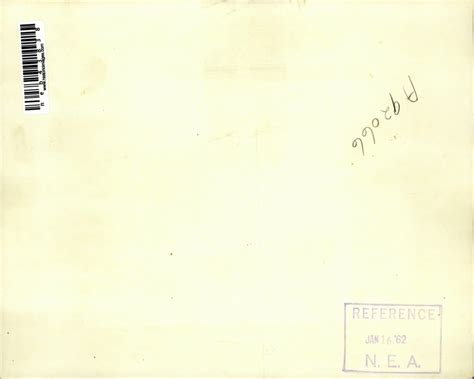 A92066
REFERENCE
JAN 16 '62
N. E. A.